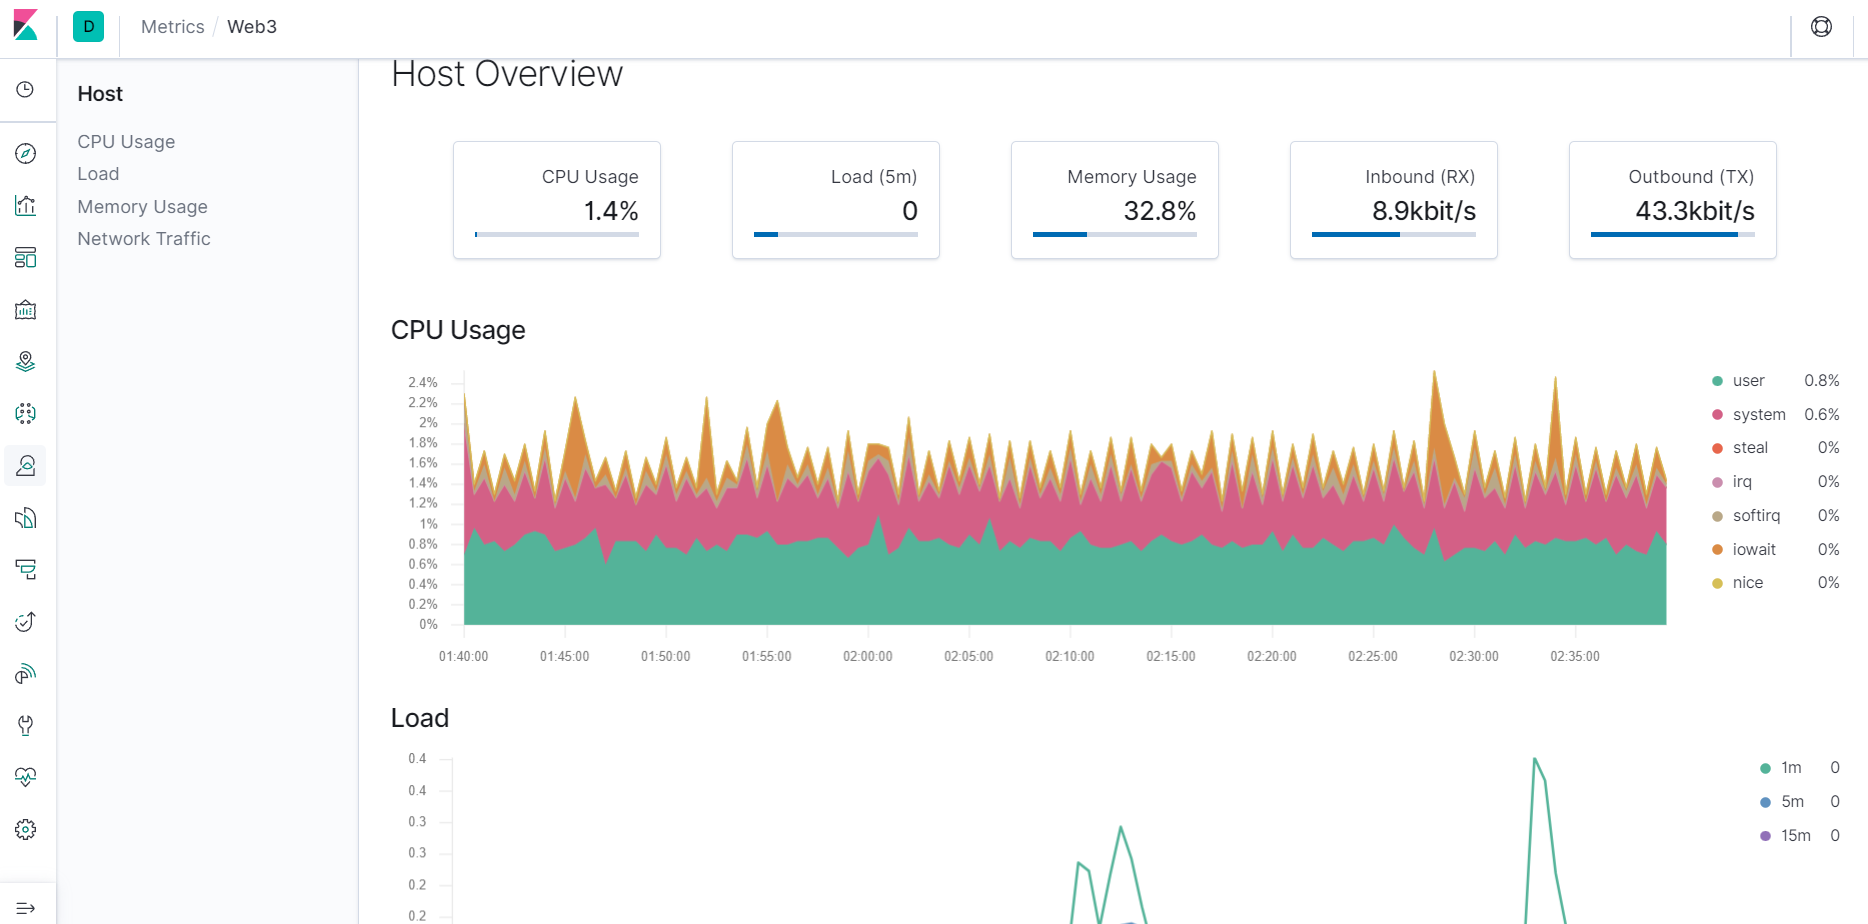 D Metrics / Web3
Host
CPU Usage
Load
Memory Usage
Network Traffic
Host Overview
CPU Usage
1.4%
Load (5m)
0
Memory Usage
32.8%
Inbound (RX)
8.9kbit/s
Outbound (TX)
43.3kbit/s
CPU Usage
2.4%
2.2%
2%
1.8%
1.6%
1.4%
1.2%
1%
0.8%
0.6%
0.4%
0.2%
0%
01:40:00 01:45:00 01:50:00 01:55:00 02:00:00 02:05:00 02:10:00 02:15:00 02:20:00 02:25:00 02:30:00 02:35:00
user 0.8%
system 0.6%
steal 0%
irq 0%
softirq 0%
iowait 0%
nice 0%
Load
0.4
0.4
0.3
0.3
0.2
0.2
1m 0
5m 0
15m 0